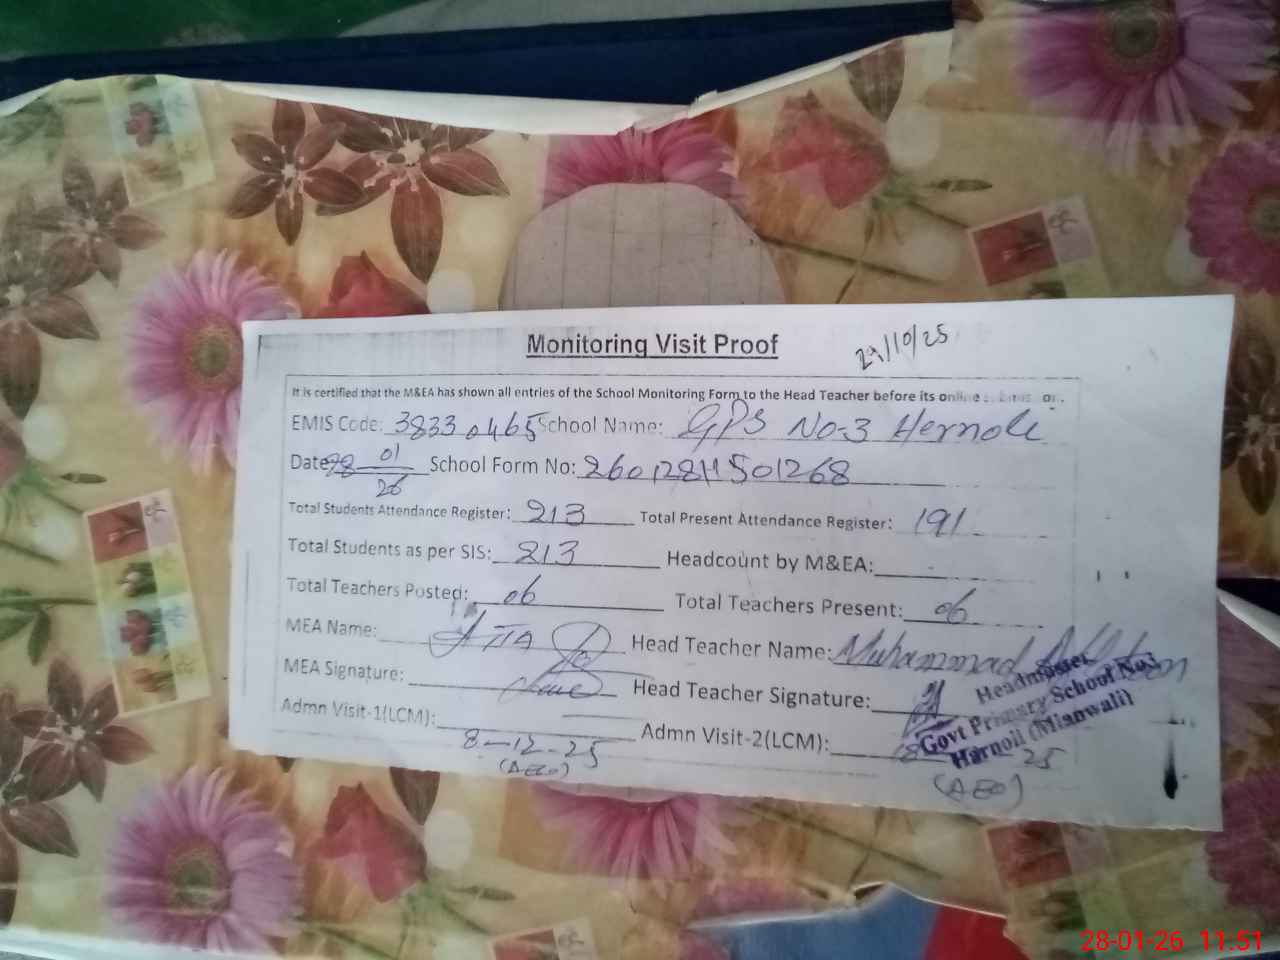 Monitoring Visit Proof
29/10/25
It is certified that the M&EA has shown all entries of the School Monitoring Form to the Head Teacher before its online
EMIS Code: 38330465 School Name: GPS No-3 Hernoli
Date 28 01 26 School Form No: 26012811501268
Total Students Attendance Register: 213 Total Present Attendance Register: 191
Total Students as per SIS: 213 Headcount by M&EA:
Total Teachers Posted: 06 Total Teachers Present: 06
MEA Name: Head Teacher Name: Muhammad
MEA Signature: Head Teacher Signature:
Admn Visit-1(LCM): Admn Visit-2(LCM):
8-12-25
(AEO)
25
(AEO)
Headmaster
Govt Primary School No.3
Harnoli (Mianwali)
28-01-26 11:51